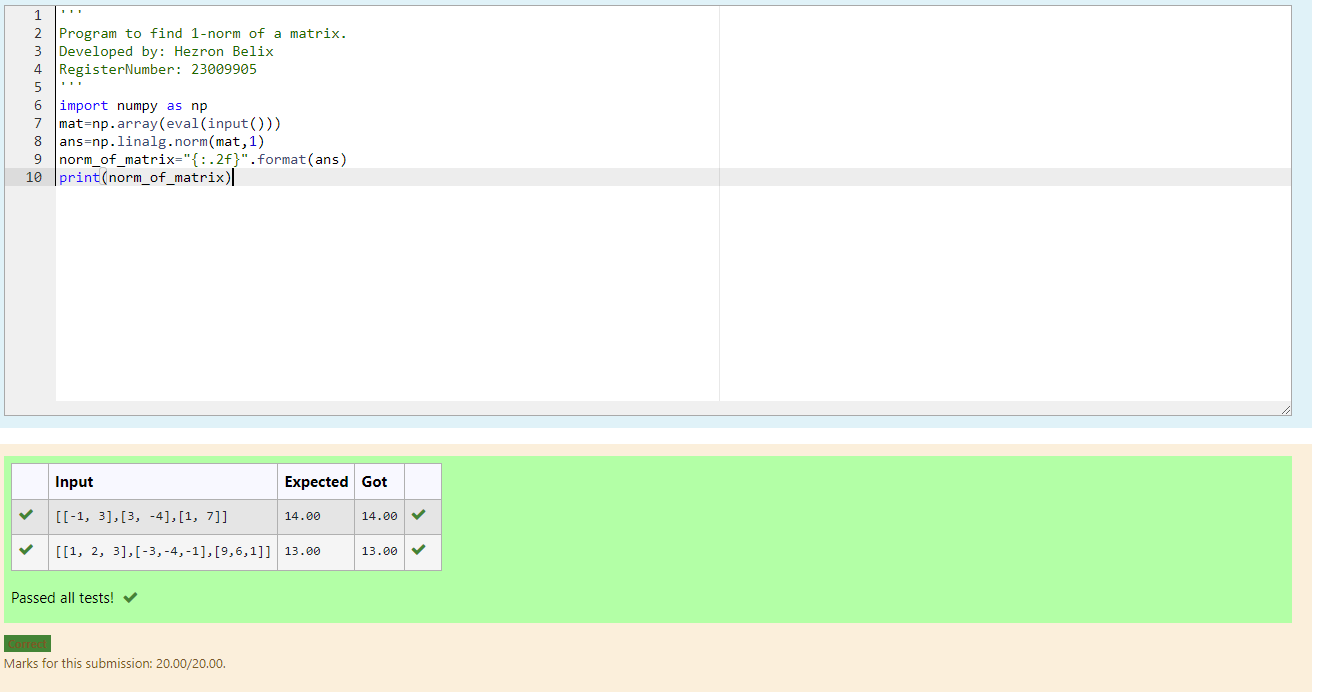 1 '''
2 Program to find 1-norm of a matrix.
3 Developed by: Hezron Belix
4 RegisterNumber: 23009905
5 '''
6 import numpy as np
7 mat=np.array(eval(input()))
8 ans=np.linalg.norm(mat,1)
9 norm_of_matrix="{:.2f}".format(ans)
10 print(norm_of_matrix)
Input Expected Got
[[-1, 3],[3, -4],[1, 7]] 14.00 14.00
[[1, 2, 3],[-3,-4,-1],[9,6,1]] 13.00 13.00
Passed all tests!
Correct
Marks for this submission: 20.00/20.00.